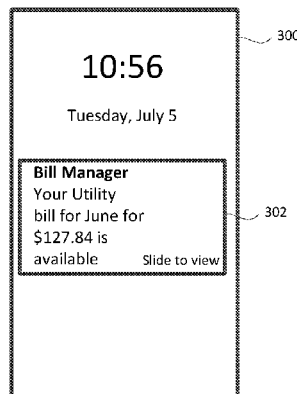 300
10:56
Tuesday, July 5
Bill Manager
Your Utility
bill for June for
$127.84 is
available Slide to view
302